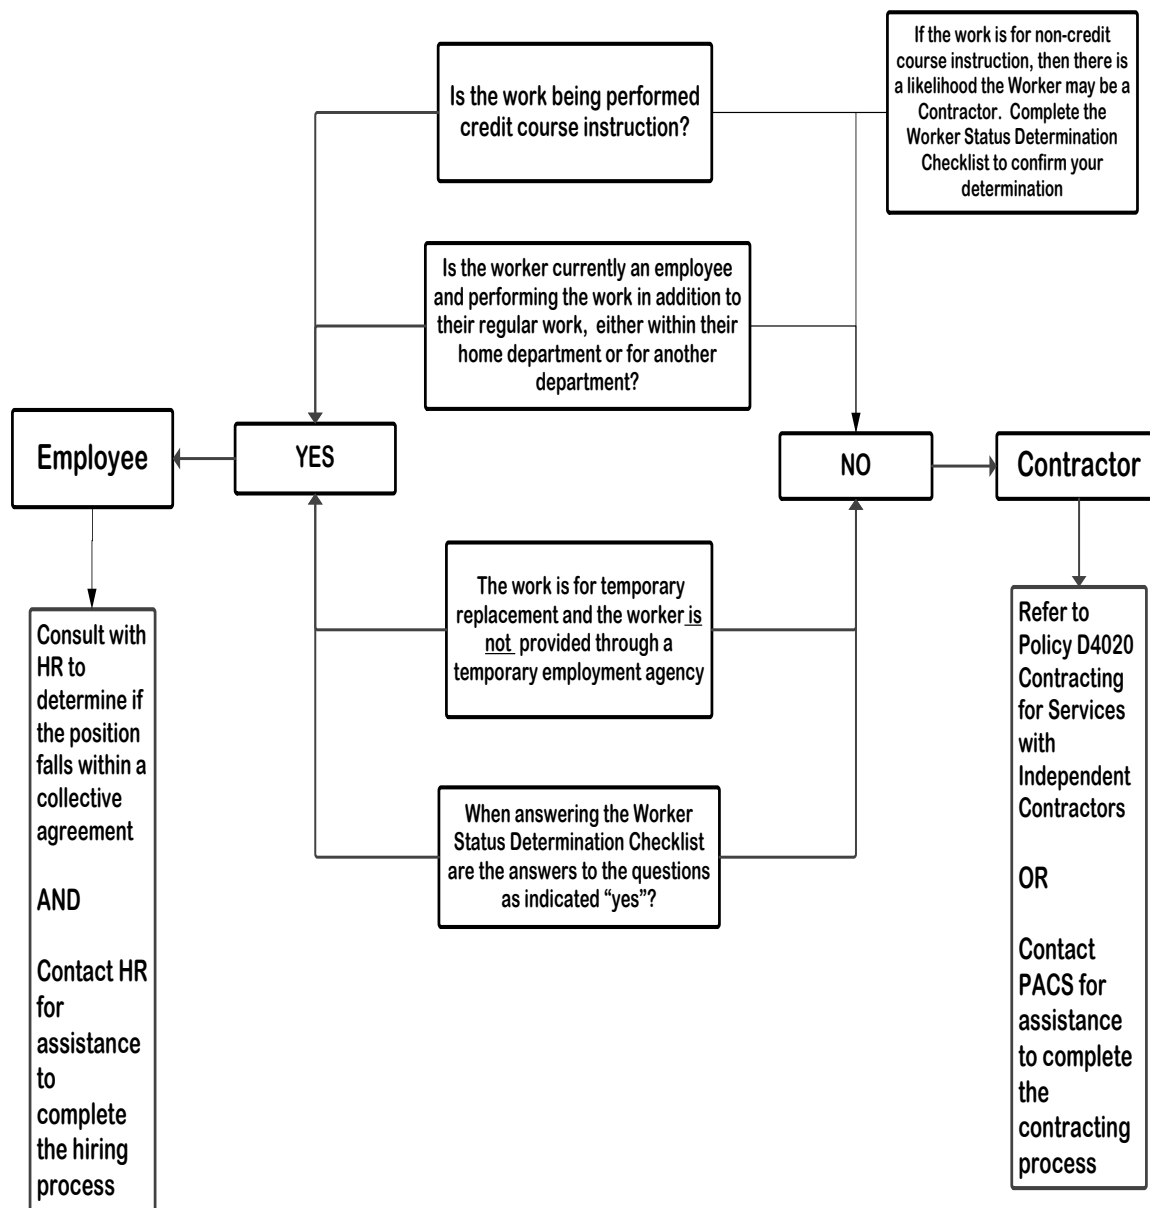 Is the work being performed
credit course instruction?
If the work is for non-credit
course instruction, then there is
a likelihood the Worker may be a
Contractor.  Complete the
Worker Status Determination
Checklist to confirm your
determination
Is the worker currently an employee
and performing the work in addition to
their regular work,  either within their
home department or for another
department?
Employee
YES
NO
Contractor
The work is for temporary
replacement and the worker is
not  provided through a
temporary employment agency
When answering the Worker
Status Determination Checklist
are the answers to the questions
as indicated “yes”?
Consult with
HR to
determine if
the position
falls within a
collective
agreement
AND
Contact HR
for
assistance
to
complete
the hiring
process
Refer to
Policy D4020
Contracting
for Services
with
Independent
Contractors
OR
Contact
PACS for
assistance
to complete
the
contracting
process